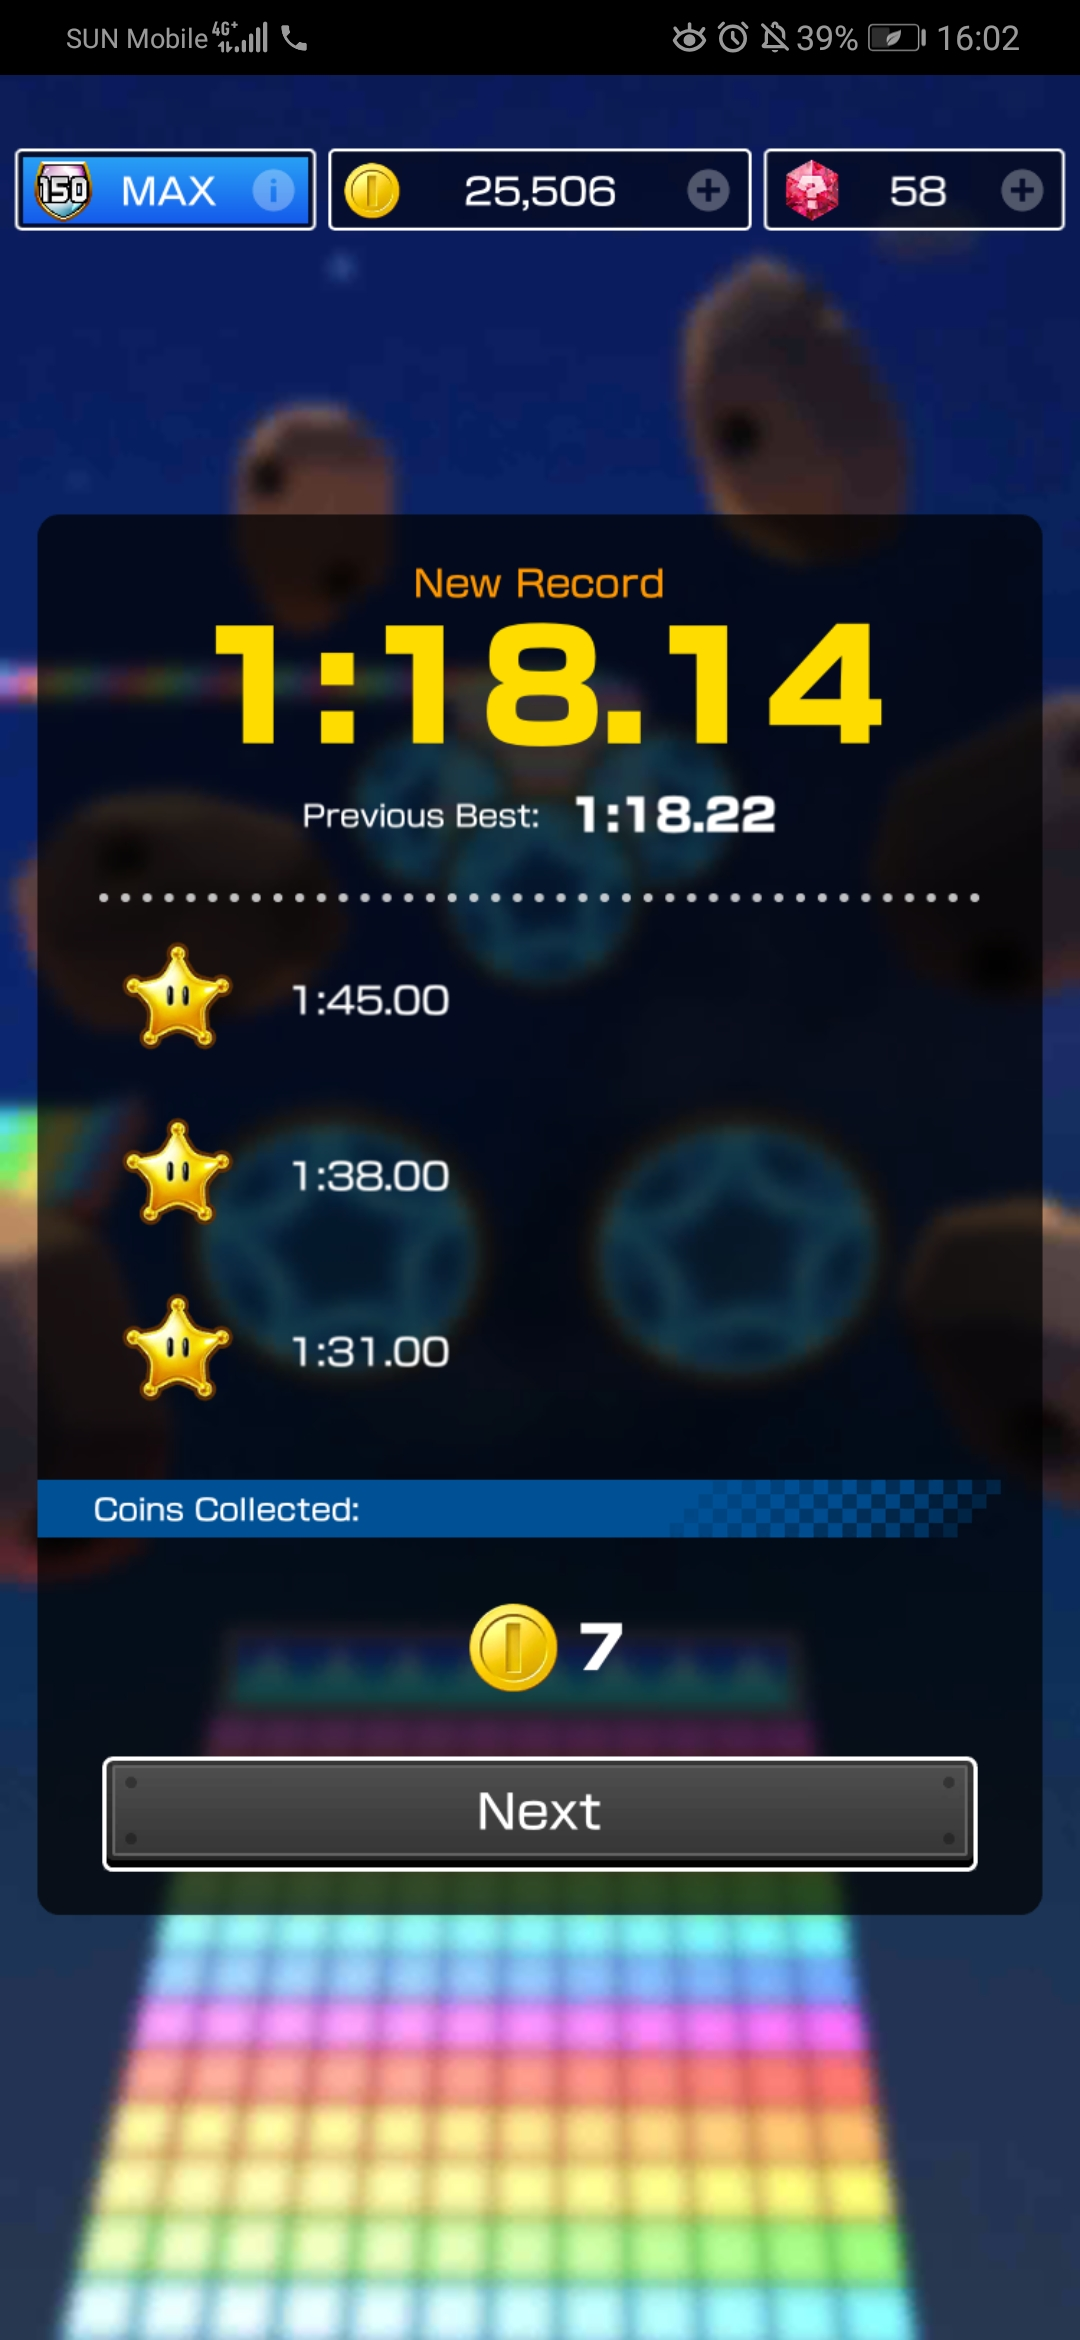 SUN Mobile 4G+ 39% 16:02
150 MAX i 25,506 + 58 +
New Record
1:18.14
Previous Best: 1:18.22
1:45.00
1:38.00
1:31.00
Coins Collected:
7
Next